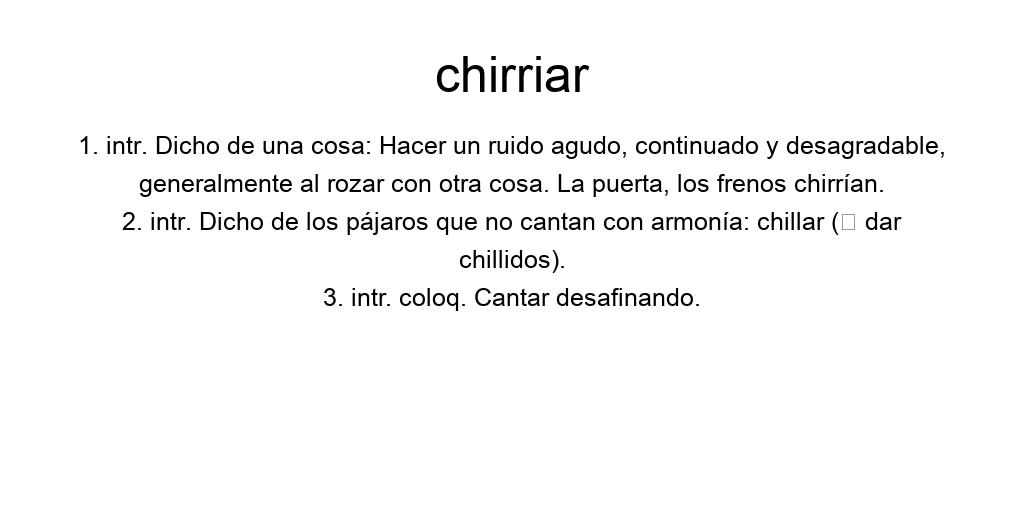 chirriar
1. intr. Dicho de una cosa: Hacer un ruido agudo, continuado y desagradable,
generalmente al rozar con otra cosa. La puerta, los frenos chirrían.
2. intr. Dicho de los pájaros que no cantan con armonía: chillar (□ dar
chillidos).
3. intr. coloq. Cantar desafinando.